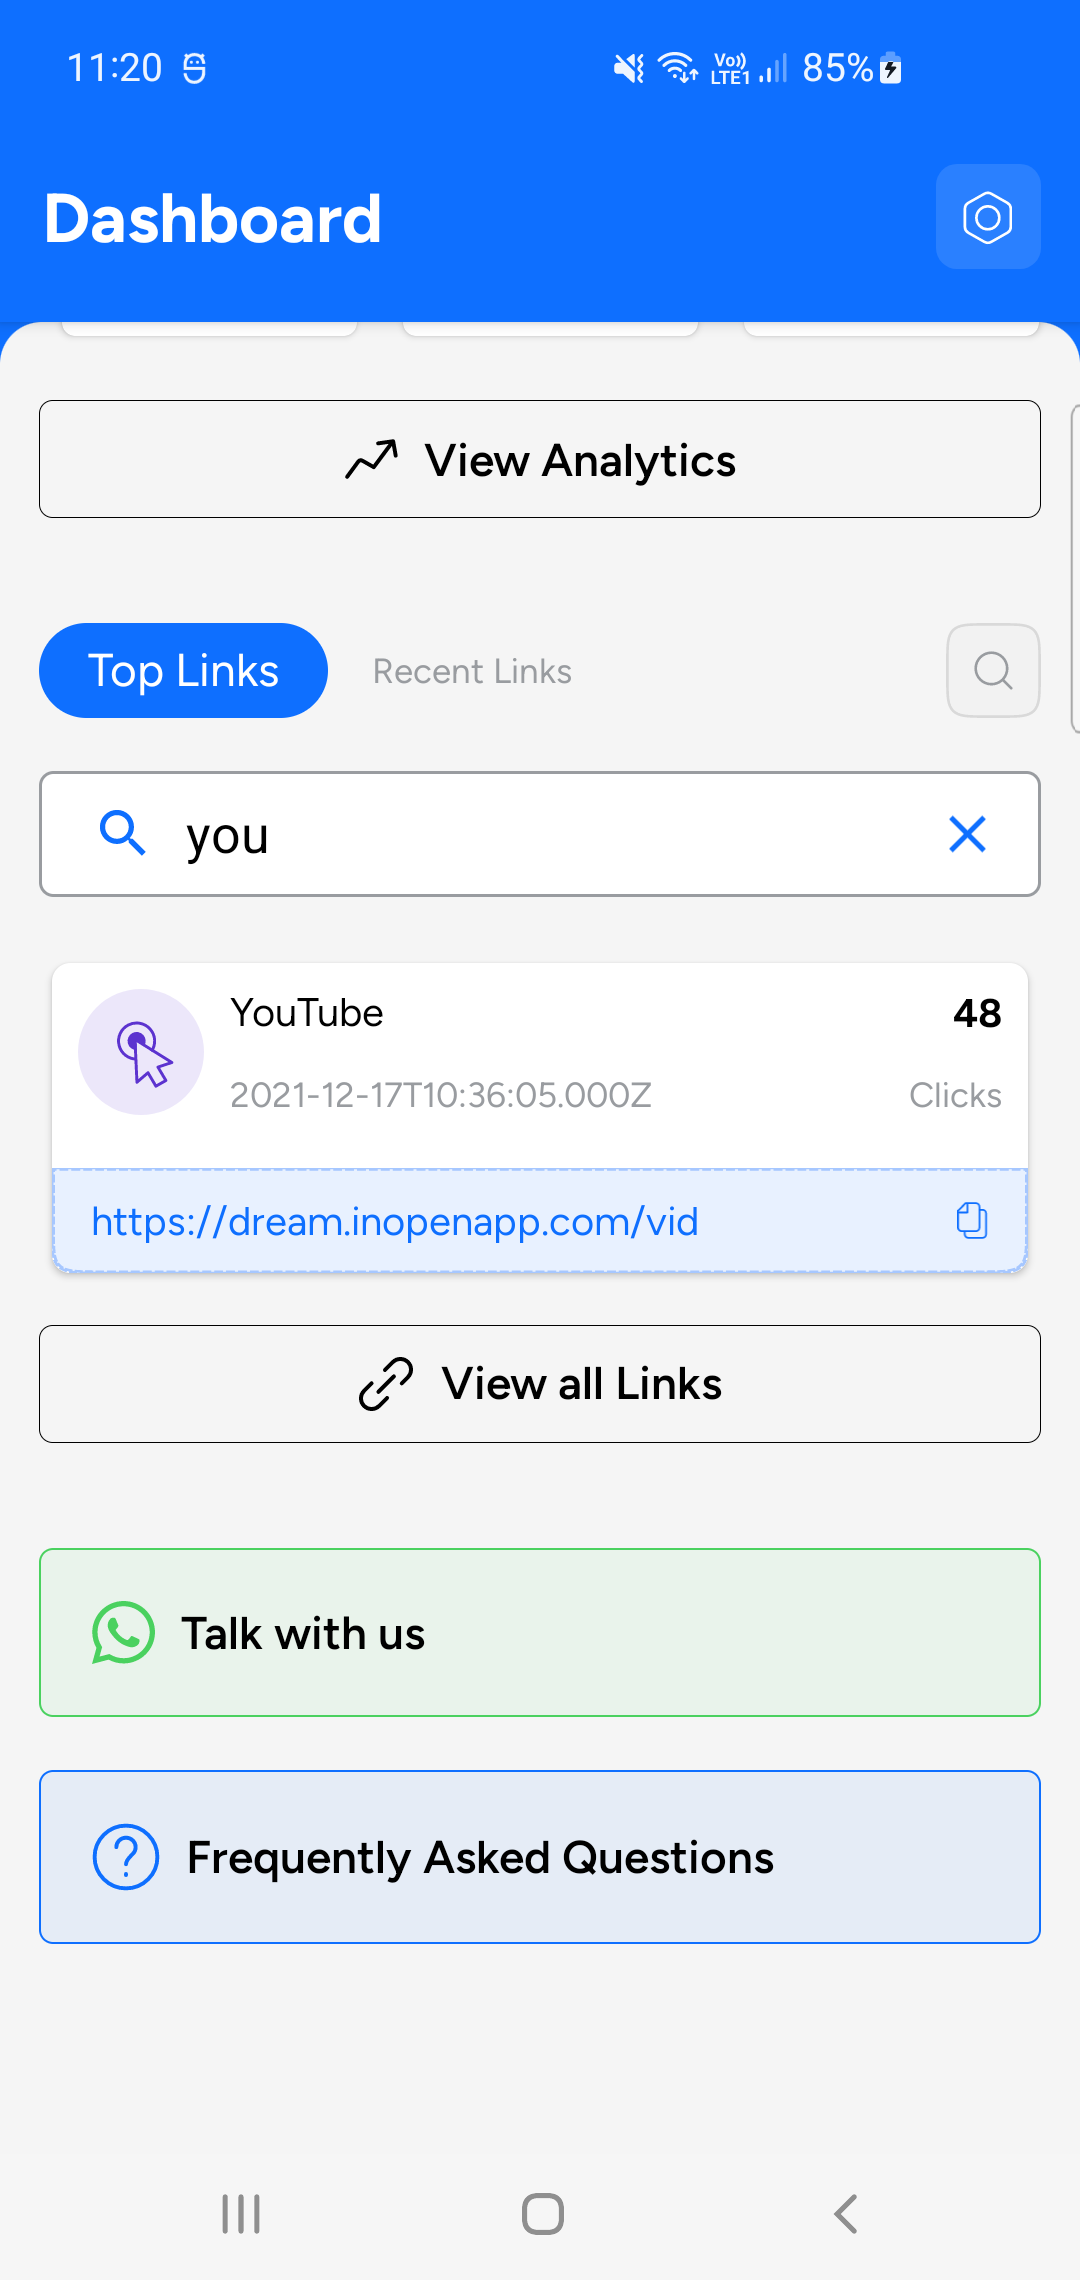 11:20
Vo)) LTE1 85%
Dashboard
View Analytics
Top Links
Recent Links
you
YouTube
48
2021-12-17T10:36:05.000Z
Clicks
https://dream.inopenapp.com/vid
View all Links
Talk with us
Frequently Asked Questions